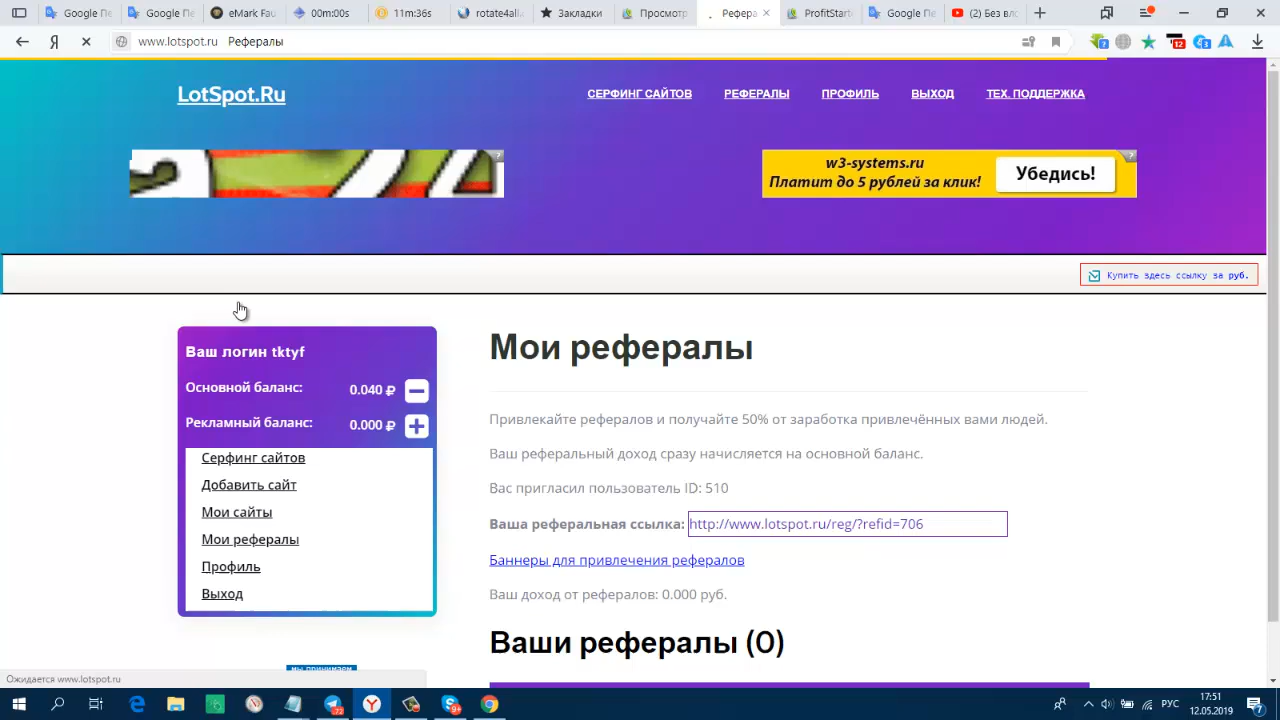 Google Пе
Google Пе
Контакты
00m:00s
11m:36s
rotate4all
Закладки
Просмотр
Рефера
ProfitStart
Google Пе
(2) Без вло
www.lotspot.ru Рефералы
LotSpot.Ru
СЕРФИНГ САЙТОВ
РЕФЕРАЛЫ
ПРОФИЛЬ
ВЫХОД
ТЕХ. ПОДДЕРЖКА
w3-systems.ru
Платит до 5 рублей за клик!
Убедись!
Купить здесь ссылку за руб.
Ваш логин tktyf
Основной баланс: 0.040 ₽
Рекламный баланс: 0.000 ₽
Серфинг сайтов
Добавить сайт
Мои сайты
Мои рефералы
Профиль
Выход
мы принимаем
Мои рефералы
Привлекайте рефералов и получайте 50% от заработка привлечённых вами людей.
Ваш реферальный доход сразу начисляется на основной баланс.
Вас пригласил пользователь ID: 510
Ваша реферальная ссылка: http://www.lotspot.ru/reg/?refid=706
Баннеры для привлечения рефералов
Ваш доход от рефералов: 0.000 руб.
Ваши рефералы (0)
Ожидается www.lotspot.ru
РУС
17:51
12.05.2019